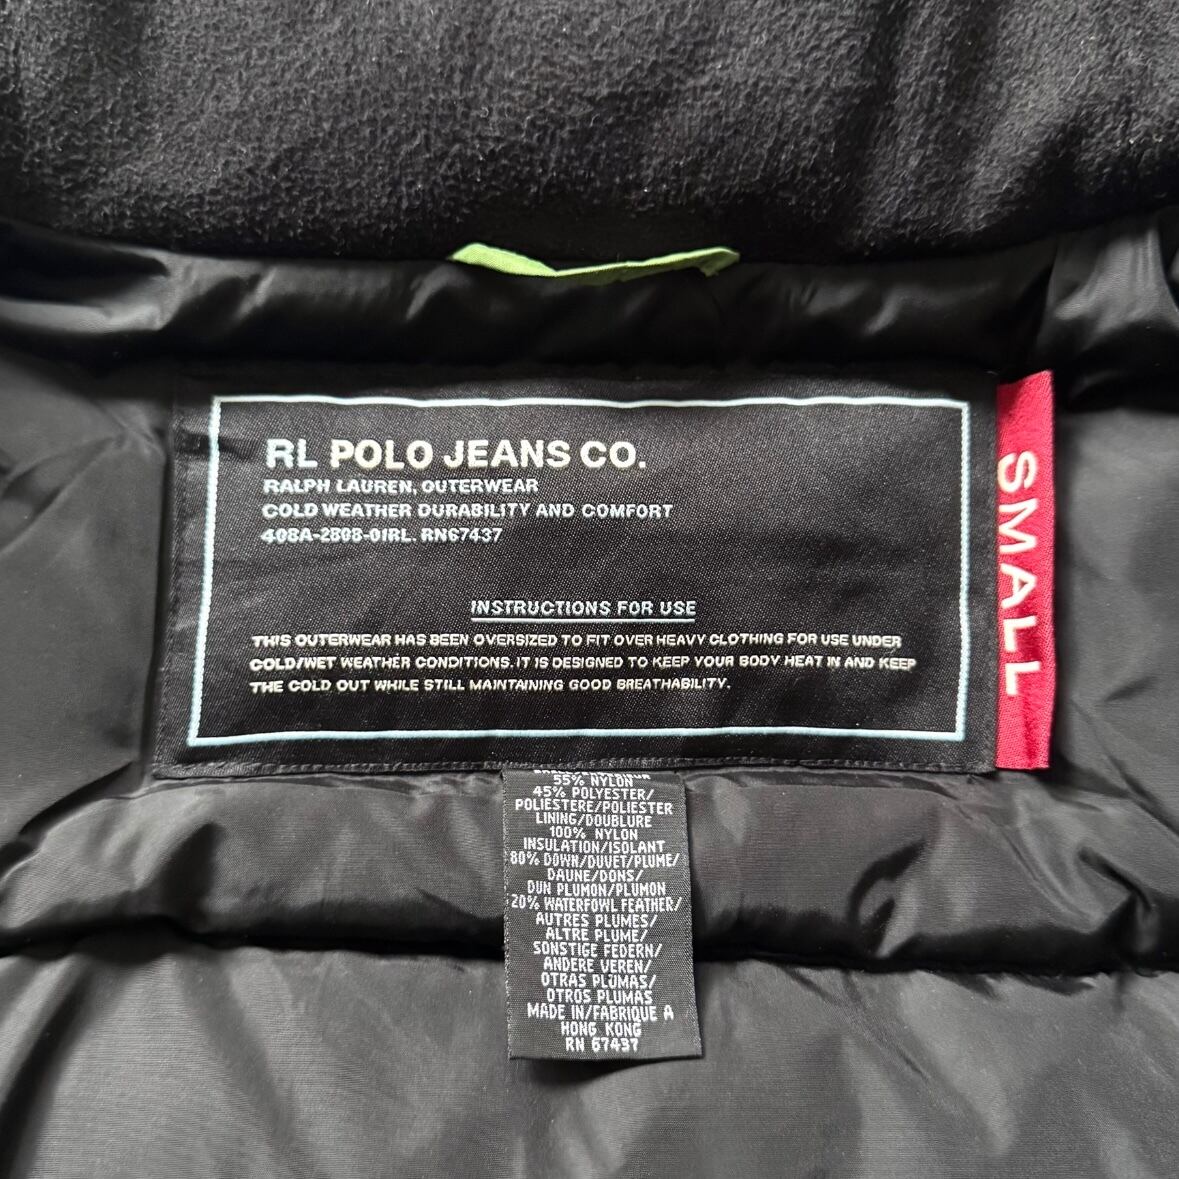 RL POLO JEANS CO.
RALPH LAUREN, OUTERWEAR
COLD WEATHER DURABILITY AND COMFORT
408A-2B08-01RL. RN67437
INSTRUCTIONS FOR USE
THIS OUTERWEAR HAS BEEN OVERSIZED TO FIT OVER HEAVY CLOTHING FOR USE UNDER
COLD/WET WEATHER CONDITIONS. IT IS DESIGNED TO KEEP YOUR BODY HEAT IN AND KEEP
THE COLD OUT WHILE STILL MAINTAINING GOOD BREATHABILITY.
SMALL
55% NYLON
45% POLYESTER/
POLIESTERE/POLIESTER
LINING/DOUBLURE
100% NYLON
INSULATION/ISOLANT
80% DOWN/DUVET/PLUME/
DAUNE/DONS/
DUN PLUMON/PLUMON
20% WATERFOWL FEATHER/
AUTRES PLUMES/
ALTRE PLUME/
SONSTIGE FEDERN/
ANDERE VEREN/
OTRAS PLUMAS/
OTROS PLUMAS
MADE IN/FABRIQUE A
HONG KONG
RN 67437